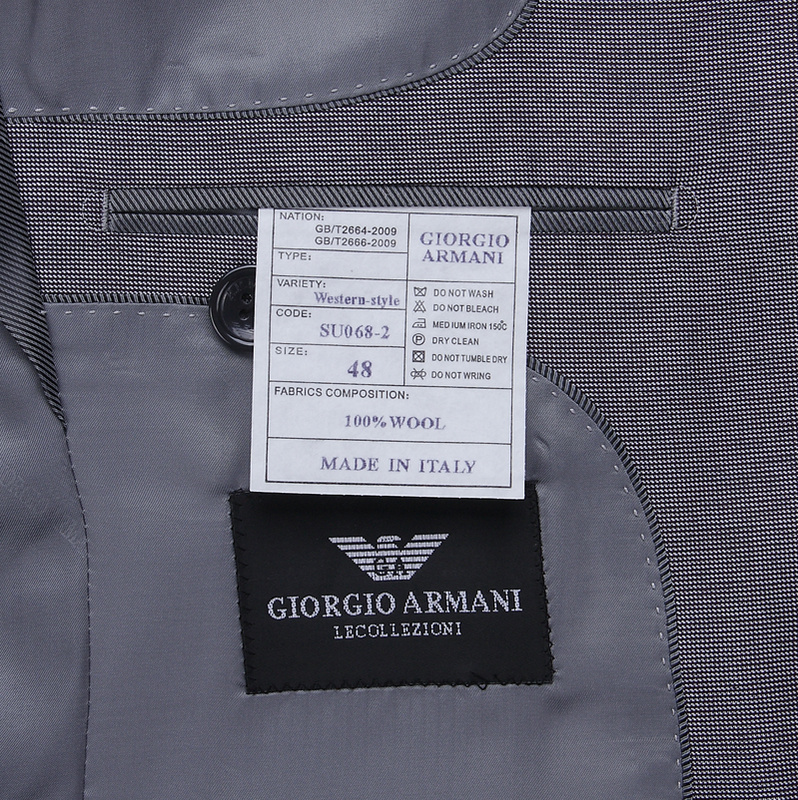 NATION:
GB/T2664-2009
GB/T2666-2009
TYPE:
VARIETY:
Western-style
CODE:
SU068-2
SIZE:
48
GIORGIO
ARMANI
DO NOT WASH
DO NOT BLEACH
MEDIUM IRON 150℃
P DRY CLEAN
DO NOT TUMBLE DRY
DO NOT WRING
FABRICS COMPOSITION:
100% WOOL
MADE IN ITALY
GA
GIORGIO ARMANI
LECOLLEZIONI